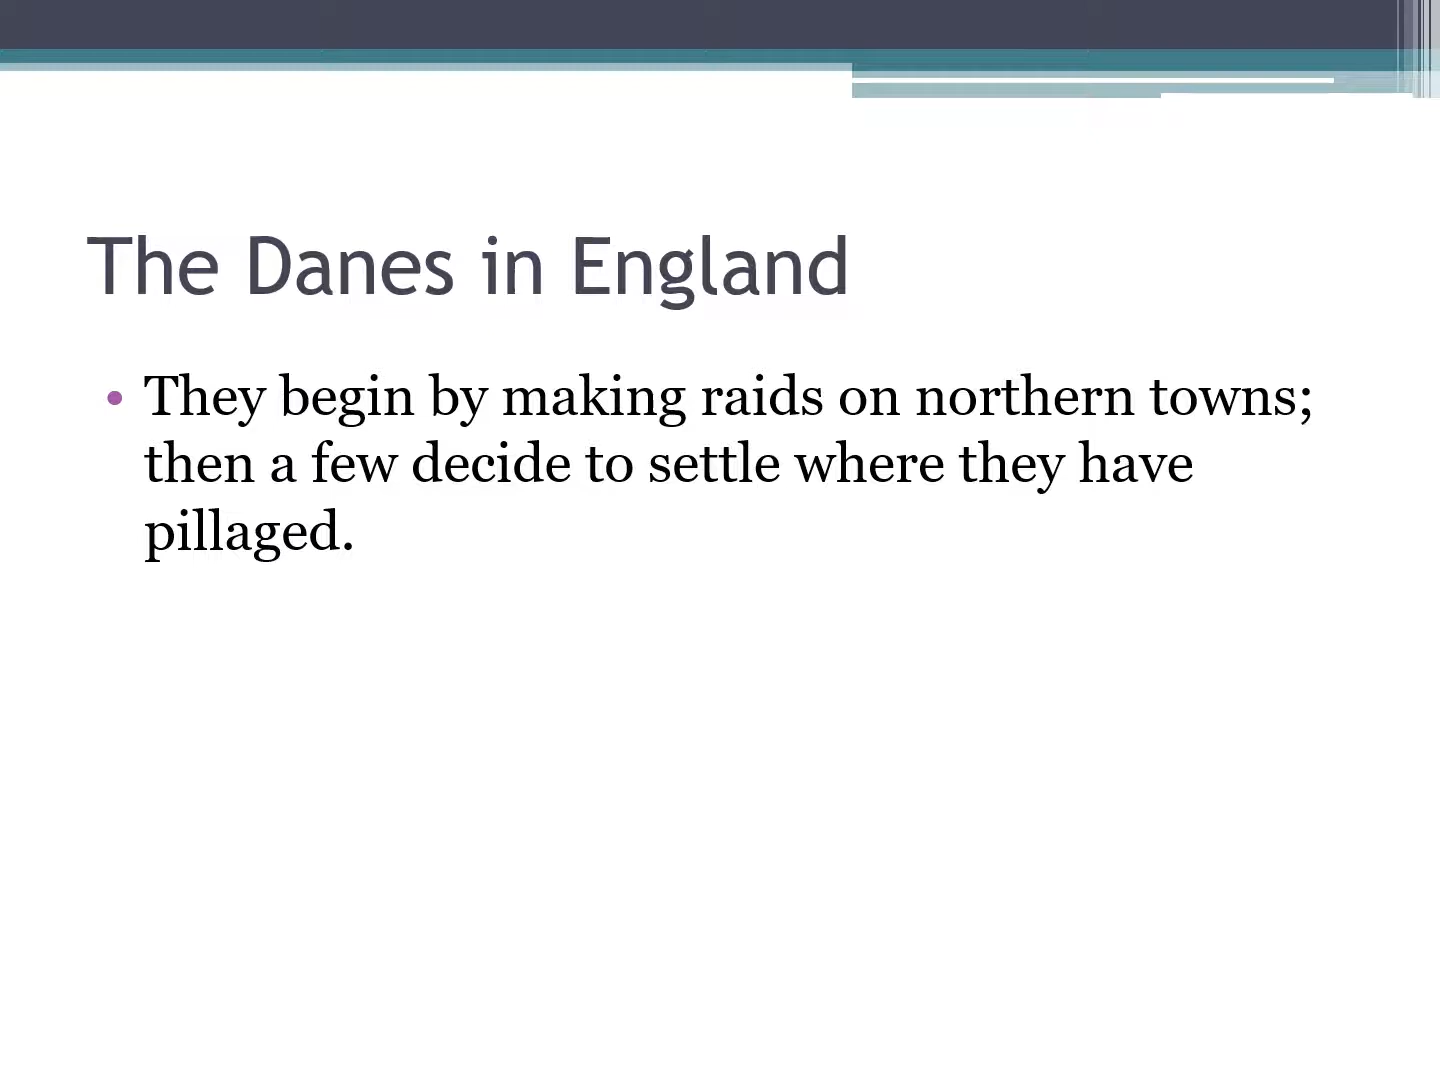 The Danes in England
• They begin by making raids on northern towns;
then a few decide to settle where they have
pillaged.